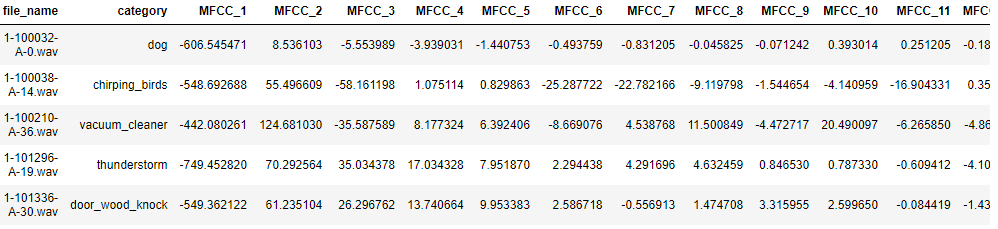 file_name category MFCC_1 MFCC_2 MFCC_3 MFCC_4 MFCC_5 MFCC_6 MFCC_7 MFCC_8 MFCC_9 MFCC_10 MFCC_11 MFC
1-100032-
A-0.wav dog -606.545471 8.536103 -5.553989 -3.939031 -1.440753 -0.493759 -0.831205 -0.045825 -0.071242 0.393014 0.251205 -0.18
1-100038-
A-14.wav chirping_birds -548.692688 55.496609 -58.161198 1.075114 0.829863 -25.287722 -22.782166 -9.119798 -1.544654 -4.140959 -16.904331 0.35
1-100210-
A-36.wav vacuum_cleaner -442.080261 124.681030 -35.587589 8.177324 6.392406 -8.669076 4.538768 11.500849 -4.472717 20.490097 -6.265850 -4.86
1-101296-
A-19.wav thunderstorm -749.452820 70.292564 35.034378 17.034328 7.951870 2.294438 4.291696 4.632459 0.846530 0.787330 -0.609412 -4.10
1-101336-
A-30.wav door_wood_knock -549.362122 61.235104 26.296762 13.740664 9.953383 2.586718 -0.556913 1.474708 3.315955 2.599650 -0.084419 -1.43